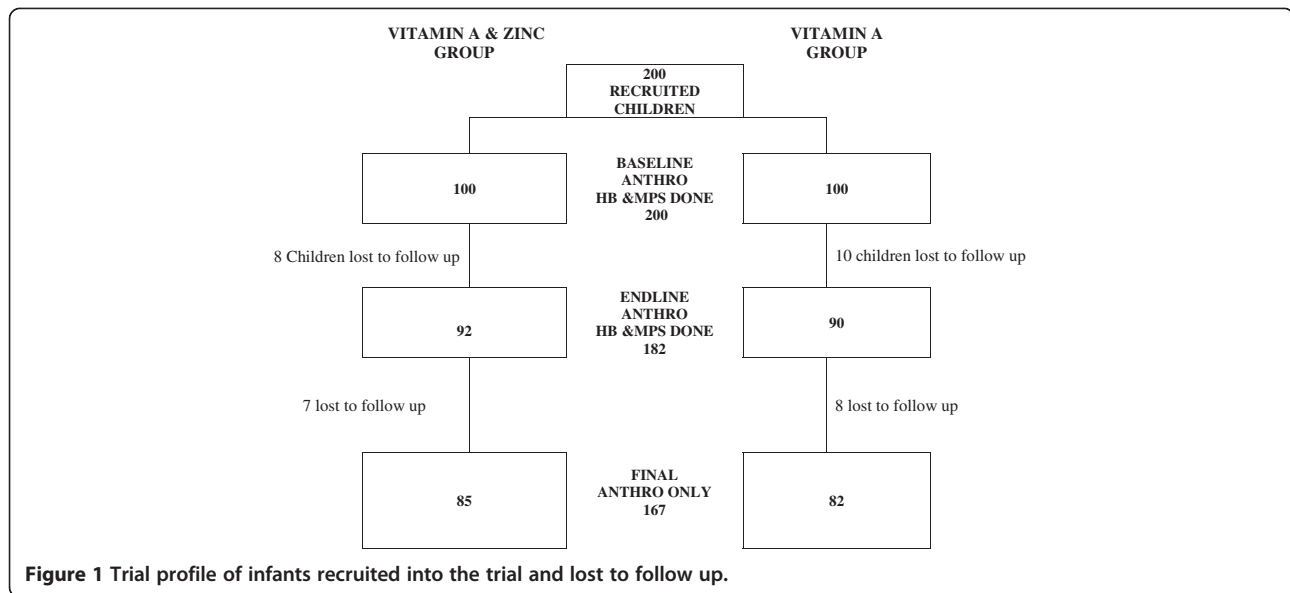 VITAMIN A & ZINC
GROUP
VITAMIN A
GROUP
200
RECRUITED
CHILDREN
100
BASELINE
ANTHRO
HB &MPS DONE
200
100
8 Children lost to follow up
10 children lost to follow up
92
ENDLINE
ANTHRO
HB &MPS DONE
182
90
7 lost to follow up
8 lost to follow up
85
FINAL
ANTHRO ONLY
167
82
Figure 1 Trial profile of infants recruited into the trial and lost to follow up.